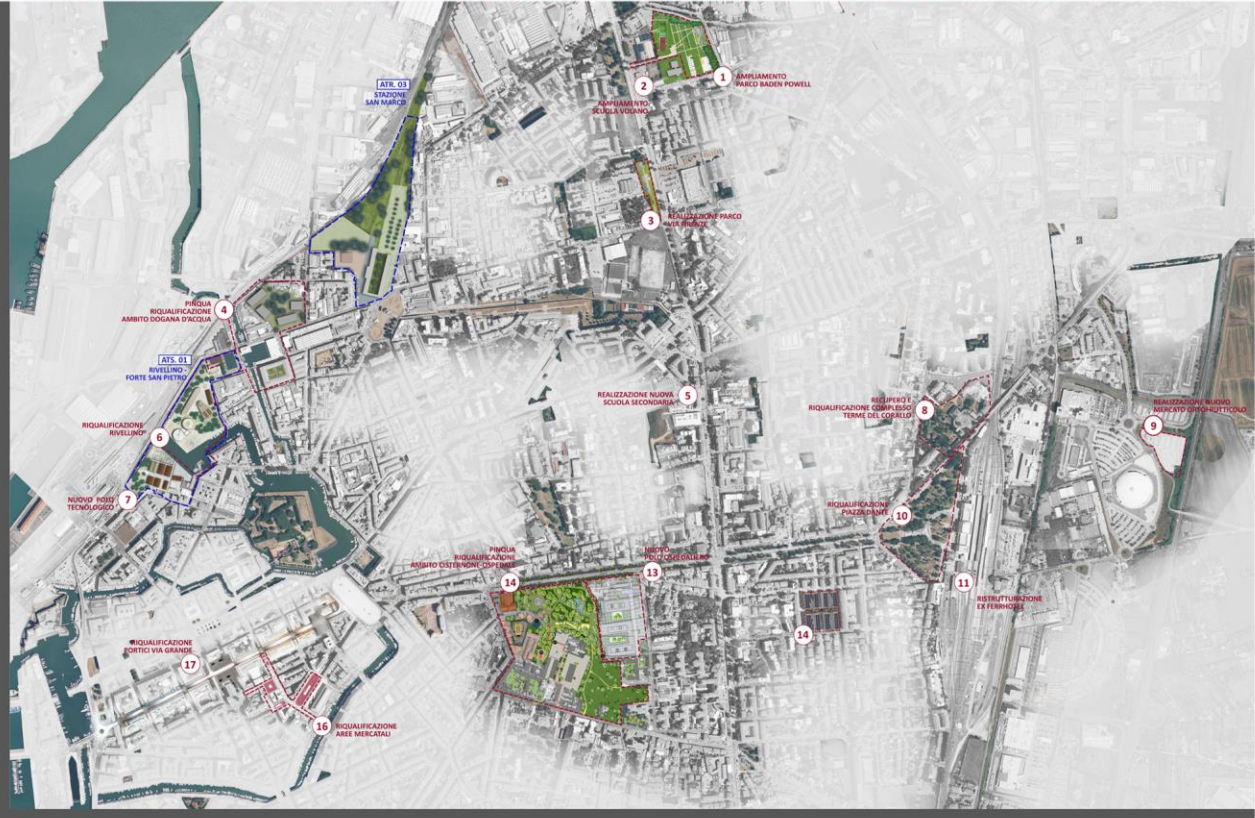 ATR. 03
STAZIONE
SAN MARCO
2
AMPLIAMENTO
SCUOLA VOLANO
1
AMPLIAMENTO
PARCO BADEN POWELL
3
REALIZZAZIONE PARCO
VIA FIRENZE
PINQUA
RIQUALIFICAZIONE
AMBITO DOGANA D'ACQUA
4
ATS. 01
RIVELLINO -
FORTE SAN PIETRO
RIQUALIFICAZIONE
RIVELLINO
6
NUOVO POLO
TECNOLOGICO
7
REALIZZAZIONE NUOVA
SCUOLA SECONDARIA
5
RECUPERO E
RIQUALIFICAZIONE COMPLESSO
TERME DEL CORALLO
8
REALIZZAZIONE NUOVO
MERCATO ORTOFRUTTICOLO
9
RIQUALIFICAZIONE
PIAZZA DANTE
10
11
RISTRUTTURAZIONE
EX FERRHOTEL
PINQUA
RIQUALIFICAZIONE
AMBITO CISTERNONE-OSPEDALE
14
NUOVO
POLO OSPEDALIERO
13
14
RIQUALIFICAZIONE
PORTICI VIA GRANDE
17
16
RIQUALIFICAZIONE
AREE MERCATALI